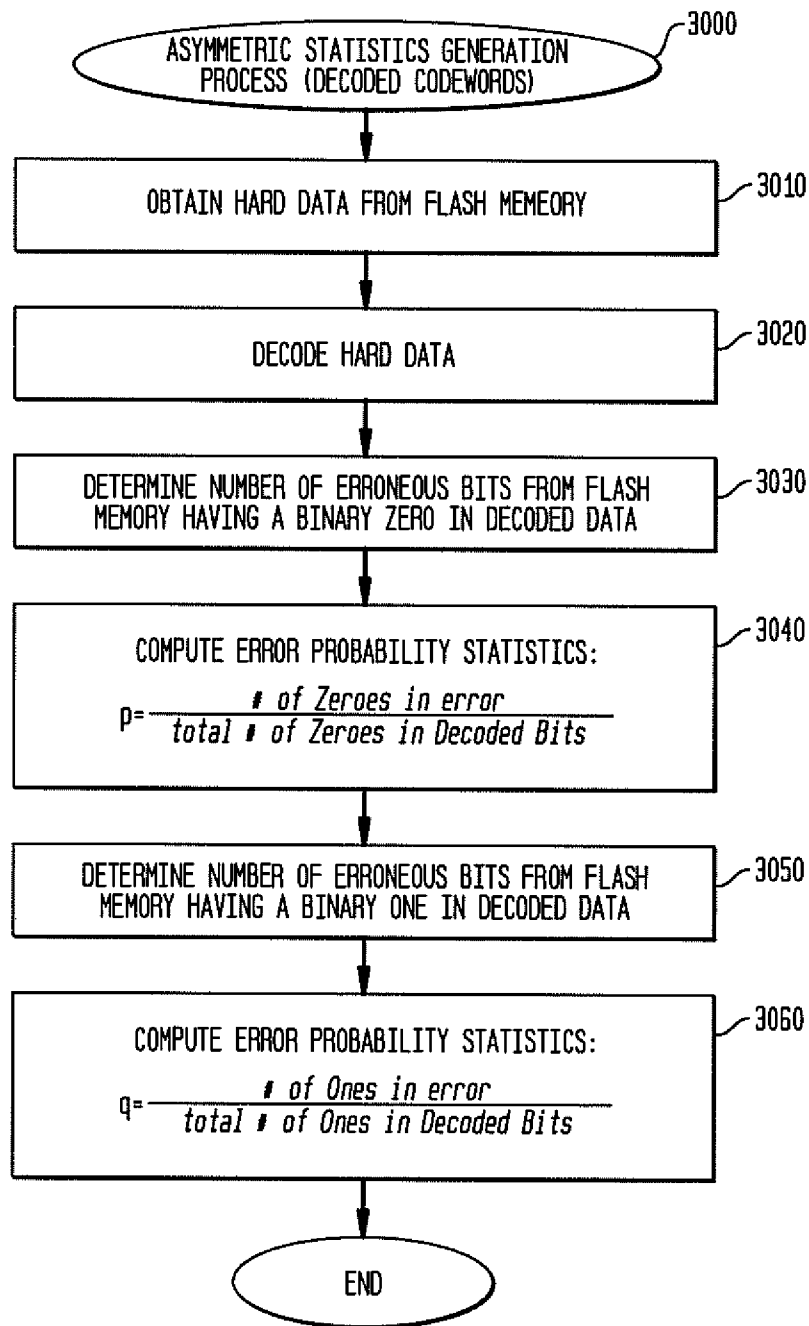 3000
ASYMMETRIC STATISTICS GENERATION
PROCESS (DECODED CODEWORDS)
3010
OBTAIN HARD DATA FROM FLASH MEMEORY
3020
DECODE HARD DATA
3030
DETERMINE NUMBER OF ERRONEOUS BITS FROM FLASH
MEMORY HAVING A BINARY ZERO IN DECODED DATA
3040
COMPUTE ERROR PROBABILITY STATISTICS:
# of Zeroes in error
p=
total # of Zeroes in Decoded Bits
3050
DETERMINE NUMBER OF ERRONEOUS BITS FROM FLASH
MEMORY HAVING A BINARY ONE IN DECODED DATA
3060
COMPUTE ERROR PROBABILITY STATISTICS:
# of Ones in error
q=
total # of Ones in Decoded Bits
END